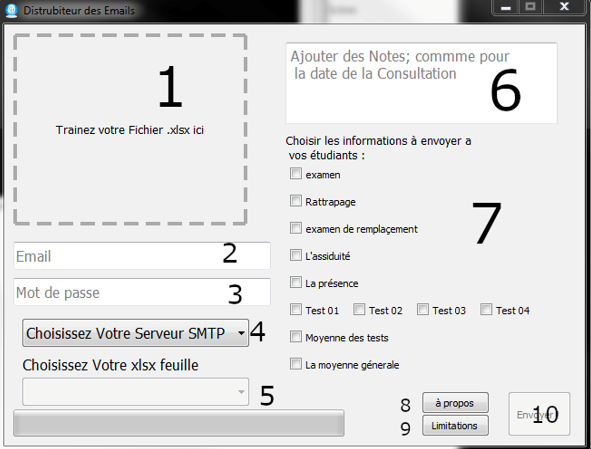 Distrubiteur des Emails
1
Trainez votre Fichier .xlsx ici
Email 2
Mot de passe 3
Choisissez Votre Serveur SMTP 4
Choisissez Votre xlsx feuille
5
Ajouter des Notes; commme pour
la date de la Consultation
6
Choisir les informations à envoyer a
vos étudiants :
examen
Rattrapage
examen de remplaçement
7
L'assiduité
La présence
Test 01 Test 02 Test 03 Test 04
Moyenne des tests
La moyenne génerale
8 à propos
9 Limitations
Envoyer 10